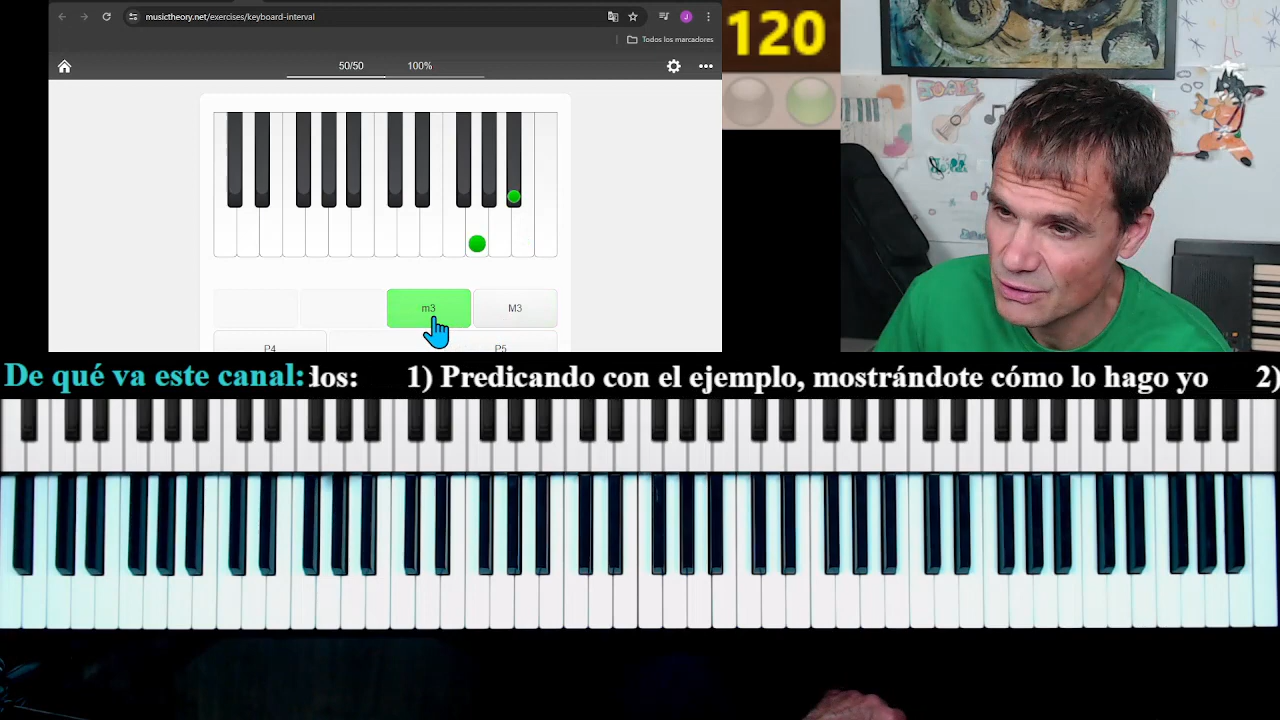 musictheory.net/exercises/keyboard-interval
Todos los marcadores
50/50 100%
120
m3 M3
P4 P5
De qué va este canal: dos: 1) Predicando con el ejemplo, mostrándote cómo lo hago yo 2)